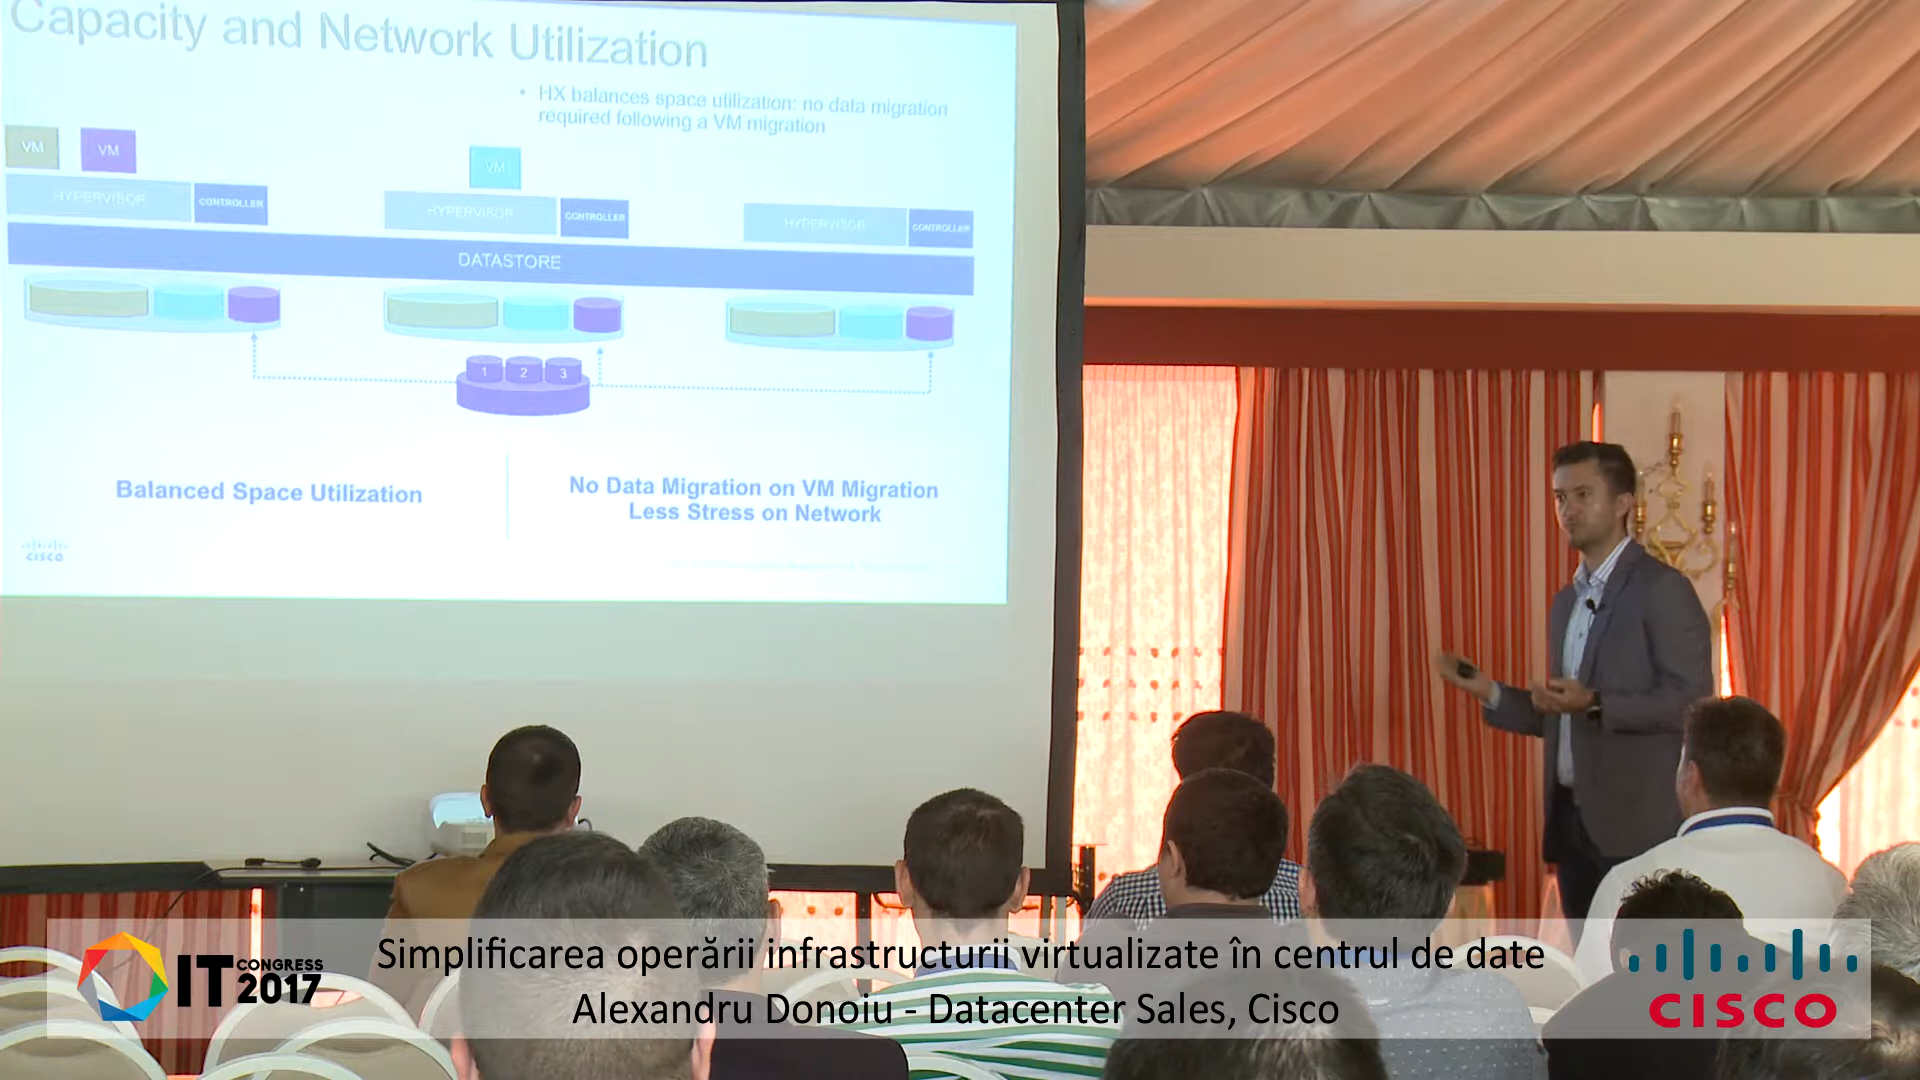 Capacity and Network Utilization
• HX balances space utilization: no data migration
required following a VM migration
VM
VM
VM
HYPERVISOR
CONTROLLER
HYPERVISOR
CONTROLLER
HYPERVISOR
CONTROLLER
DATASTORE
1 2 3
Balanced Space Utilization
No Data Migration on VM Migration
Less Stress on Network
CISCO
IT CONGRESS
2017
Simplificarea operării infrastructurii virtualizate în centrul de date
Alexandru Donoiu - Datacenter Sales, Cisco
CISCO